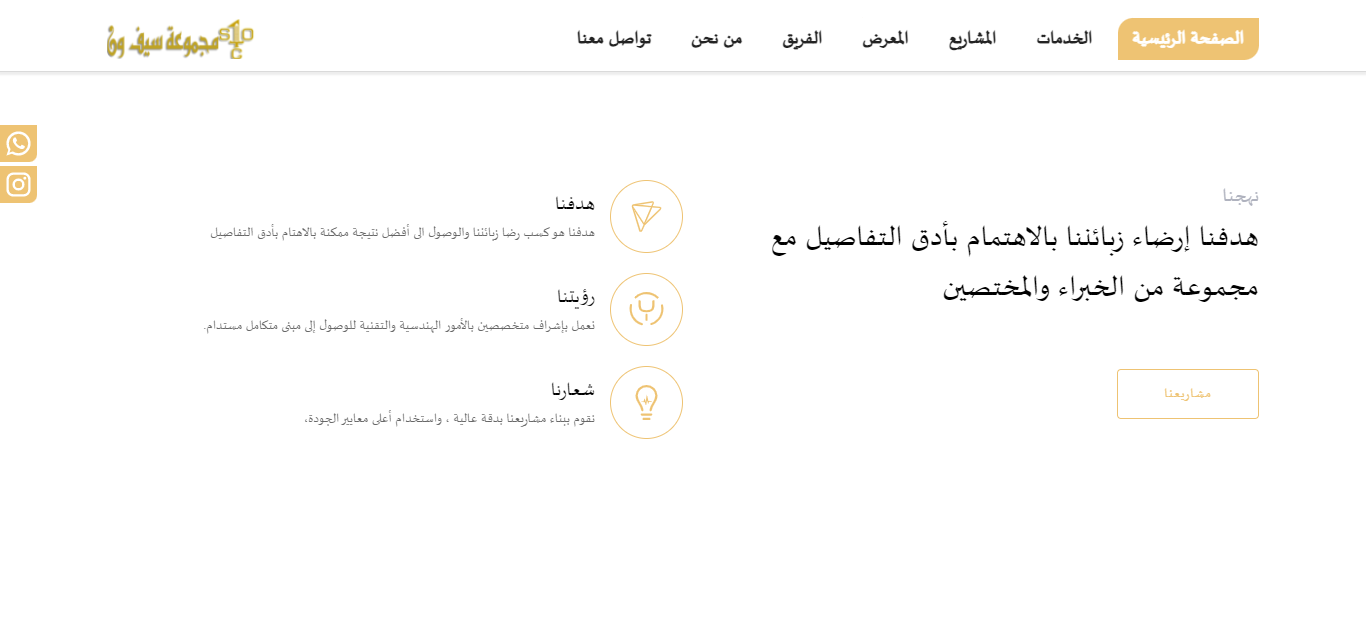 الصفحة الرئيسية
الخدمات
المشاريع
المعرض
الفريق
من نحن
تواصل معنا
مجموعة سيف ون
نهجنا
هدفنا إرضاء زبائننا بالاهتمام بأدق التفاصيل مع
مجموعة من الخبراء والمختصين
مشاريعنا
هدفنا
هدفنا هو كسب رضا زبائننا والوصول الى أفضل نتيجة ممكنة بالاهتام بأدق التفاصيل
رؤيتنا
نعمل بإشراف متخصصين بالأمور الهندسية والتقنية للوصول إلى مبنى متكامل مستدام.
شعارنا
نقوم ببناء مشاريعنا بدقة عالية ، واستخدام أعلى معايير الجودة،